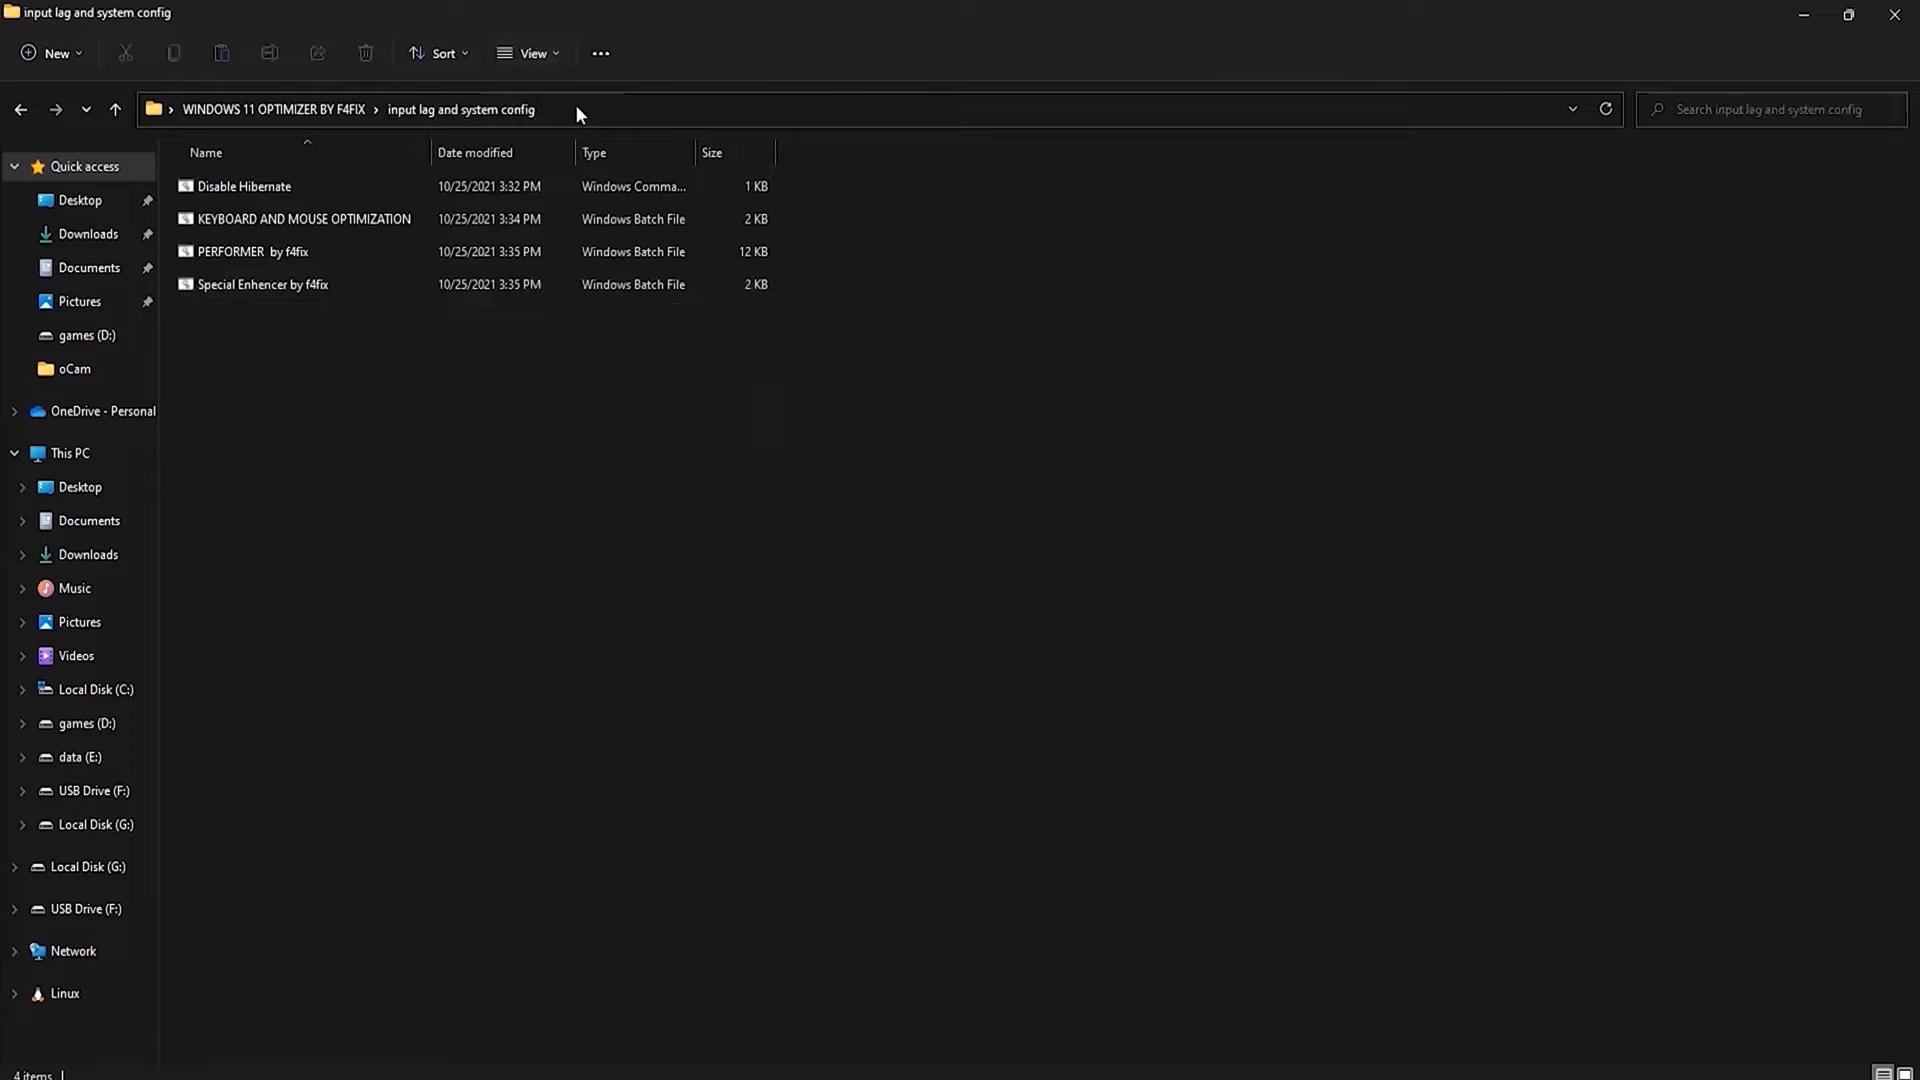 input lag and system config
New
Sort
View
WINDOWS 11 OPTIMIZER BY F4FIX > input lag and system config
Search input lag and system config
Name Date modified Type Size
Disable Hibernate 10/25/2021 3:32 PM Windows Comma... 1 KB
KEYBOARD AND MOUSE OPTIMIZATION 10/25/2021 3:34 PM Windows Batch File 2 KB
PERFORMER by f4fix 10/25/2021 3:35 PM Windows Batch File 12 KB
Special Enhencer by f4fix 10/25/2021 3:35 PM Windows Batch File 2 KB
Quick access
Desktop
Downloads
Documents
Pictures
games (D:)
oCam
OneDrive - Personal
This PC
Desktop
Documents
Downloads
Music
Pictures
Videos
Local Disk (C:)
games (D:)
data (E:)
USB Drive (F:)
Local Disk (G:)
Local Disk (G:)
USB Drive (F:)
Network
Linux
4 items